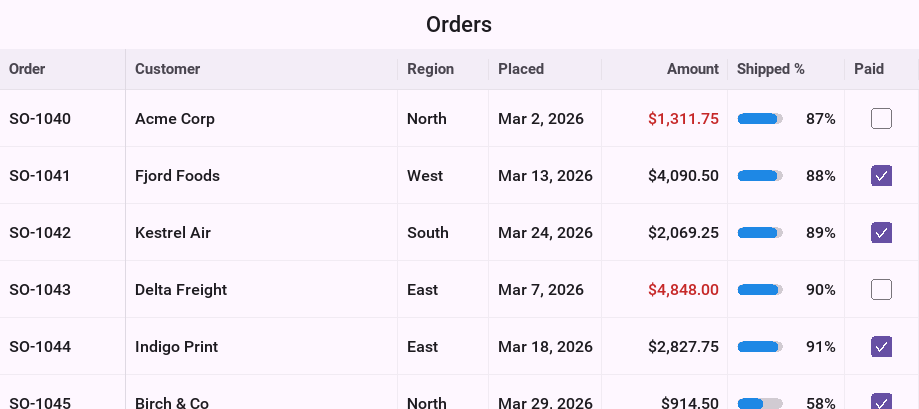 Orders
Order Customer Region Placed Amount Shipped % Paid
SO-1040 Acme Corp North Mar 2, 2026 $1,311.75 87%
SO-1041 Fjord Foods West Mar 13, 2026 $4,090.50 88%
SO-1042 Kestrel Air South Mar 24, 2026 $2,069.25 89%
SO-1043 Delta Freight East Mar 7, 2026 $4,848.00 90%
SO-1044 Indigo Print East Mar 18, 2026 $2,827.75 91%
SO-1045 Birch & Co North Mar 29, 2026 $914.50 58%